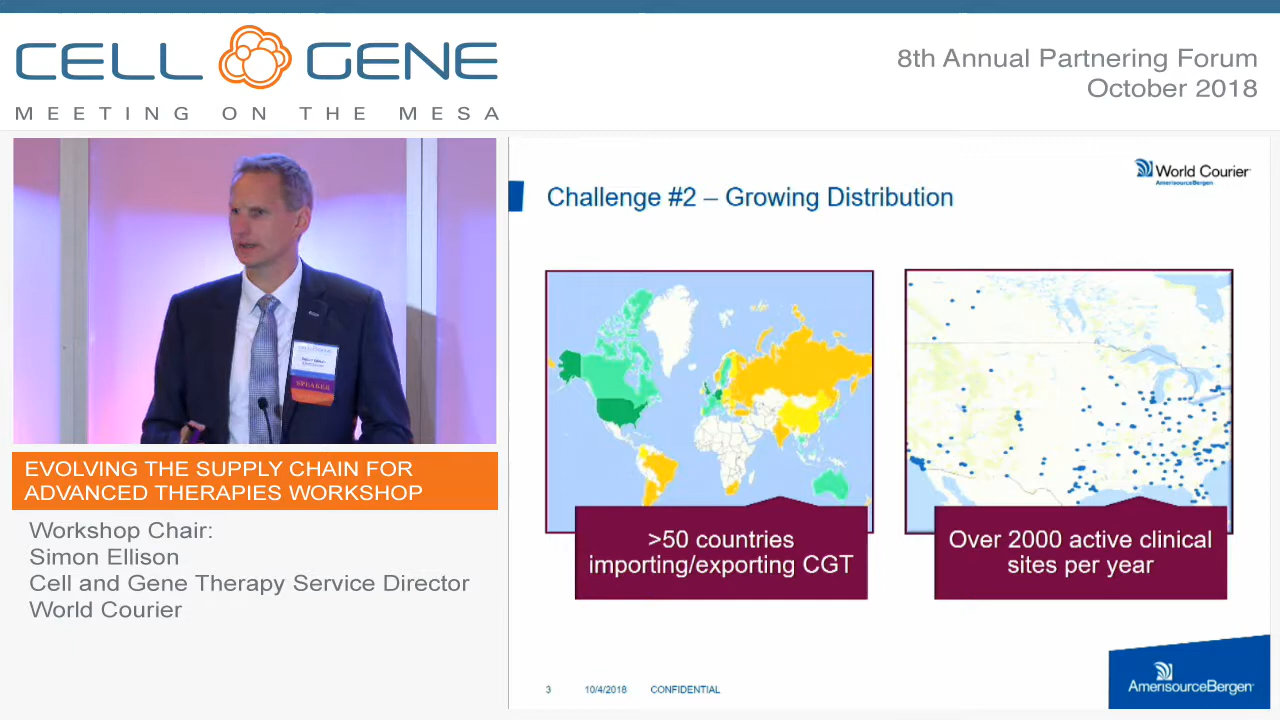 CELL GENE
MEETING ON THE MESA
8th Annual Partnering Forum
October 2018
SPEAKER
EVOLVING THE SUPPLY CHAIN FOR
ADVANCED THERAPIES WORKSHOP
Workshop Chair:
Simon Ellison
Cell and Gene Therapy Service Director
World Courier
World Courier
AmerisourceBergen
Challenge #2 – Growing Distribution
>50 countries
importing/exporting CGT
Over 2000 active clinical
sites per year
3 10/4/2018 CONFIDENTIAL
AmerisourceBergen